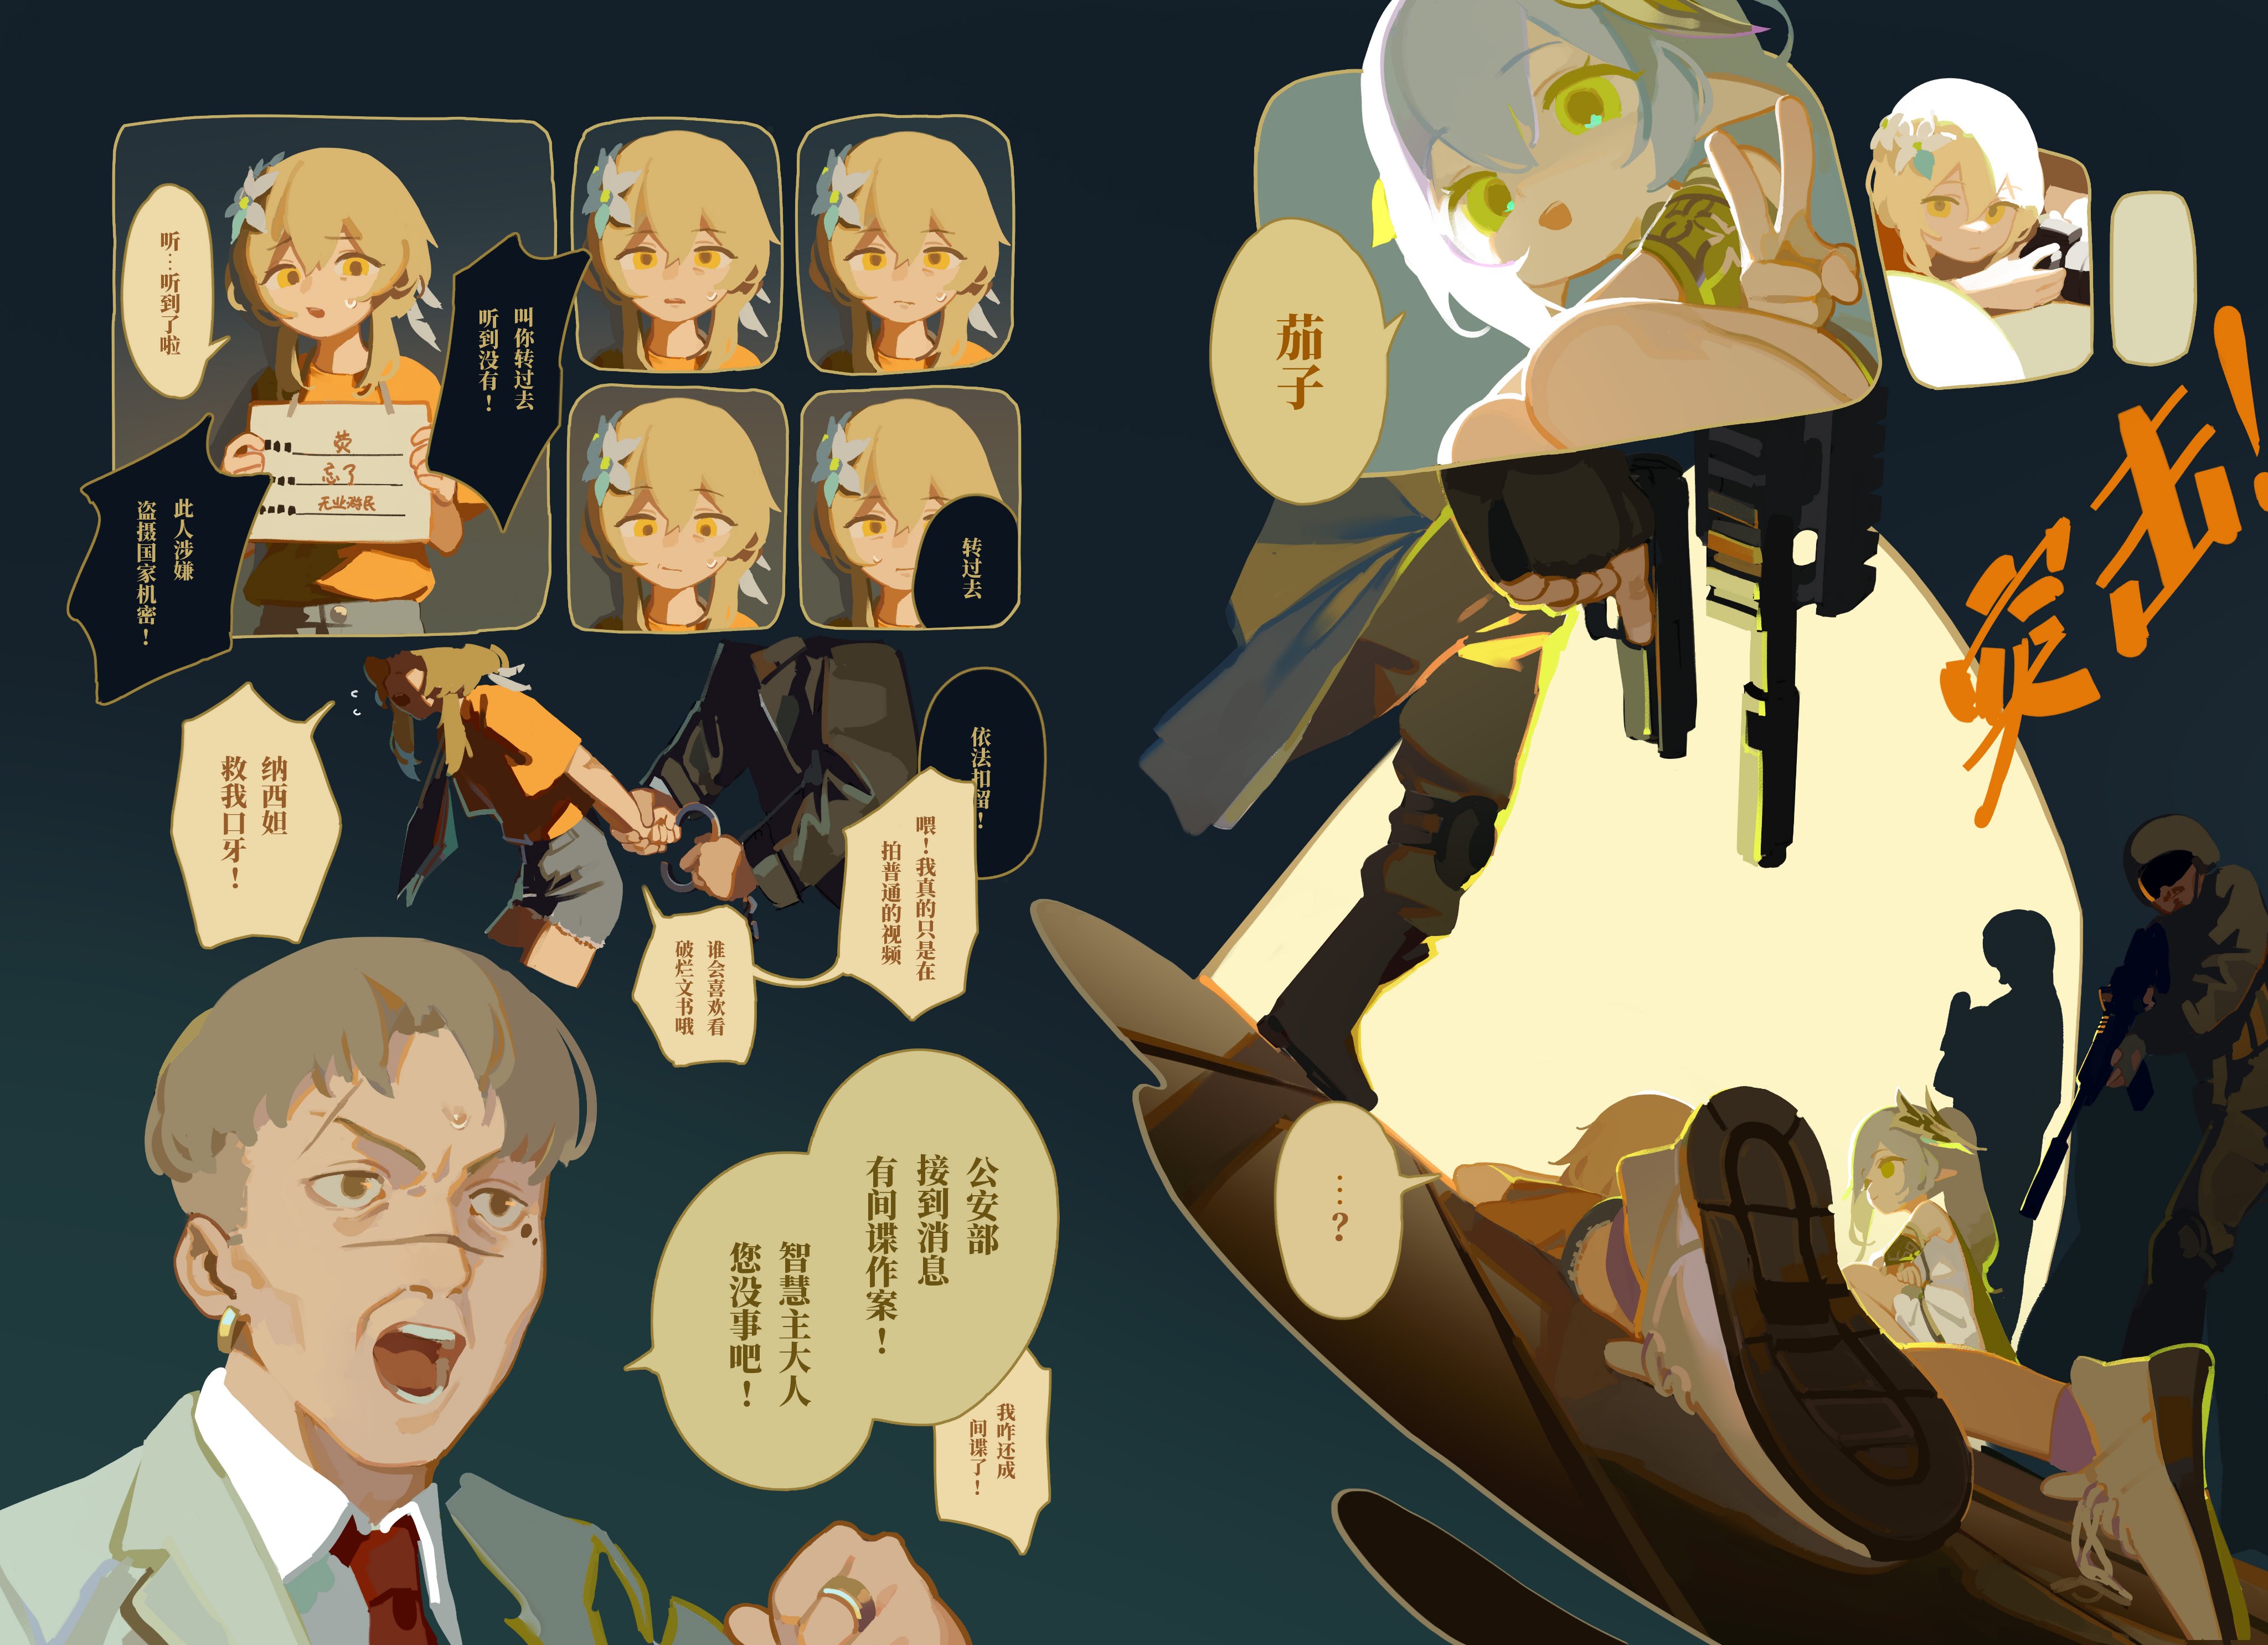 茄子
突击！
…？
转过去
叫你转过去
听到没有！
听…听到了啦
荧
忘了
无业游民
此人涉嫌
盗摄国家机密！
依法扣留！
喂！我真的只是在
拍普通的视频
谁会喜欢看
破烂文书哦
纳西妲
救我口牙！
公安部
接到消息
有间谍作案！
智慧主大人
您没事吧！
我咋还成
间谍了！